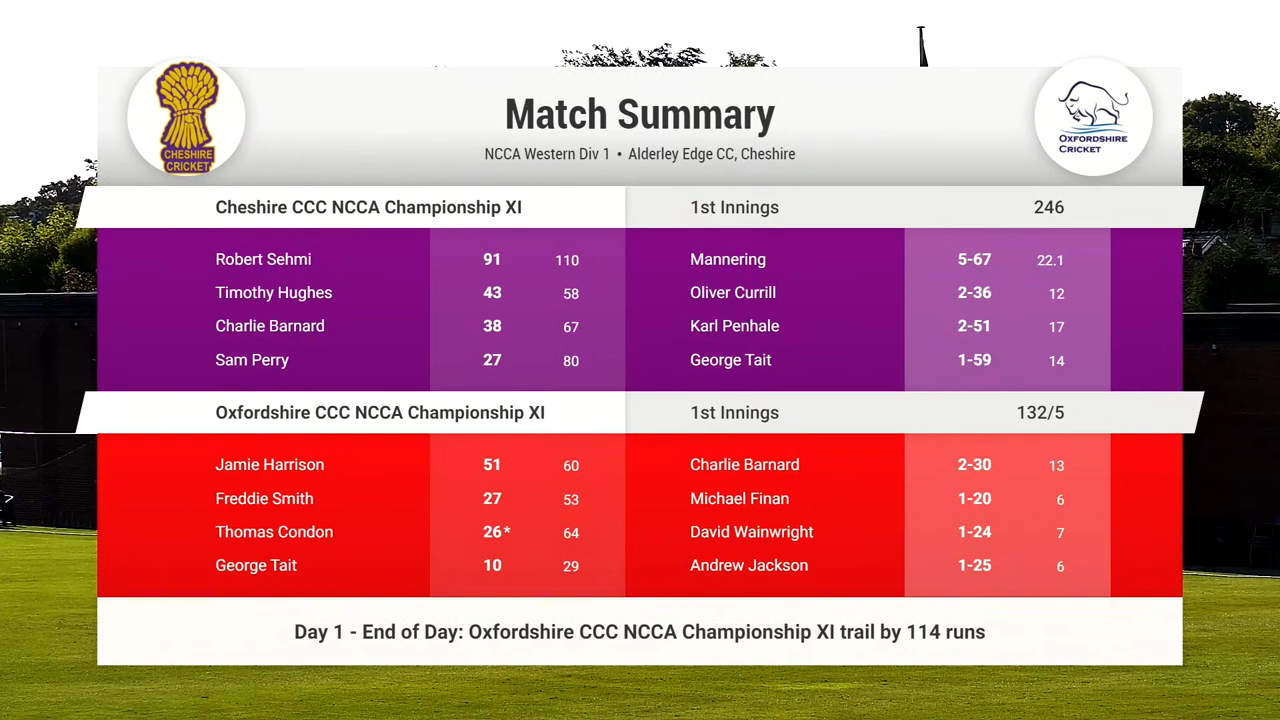 Match Summary
NCCA Western Div 1 • Alderley Edge CC, Cheshire
CHESHIRE
CRICKET
OXFORDSHIRE
CRICKET
Cheshire CCC NCCA Championship XI 1st Innings 246
Robert Sehmi 91 110 Mannering 5-67 22.1
Timothy Hughes 43 58 Oliver Currill 2-36 12
Charlie Barnard 38 67 Karl Penhale 2-51 17
Sam Perry 27 80 George Tait 1-59 14
Oxfordshire CCC NCCA Championship XI 1st Innings 132/5
Jamie Harrison 51 60 Charlie Barnard 2-30 13
Freddie Smith 27 53 Michael Finan 1-20 6
Thomas Condon 26* 64 David Wainwright 1-24 7
George Tait 10 29 Andrew Jackson 1-25 6
Day 1 - End of Day: Oxfordshire CCC NCCA Championship XI trail by 114 runs